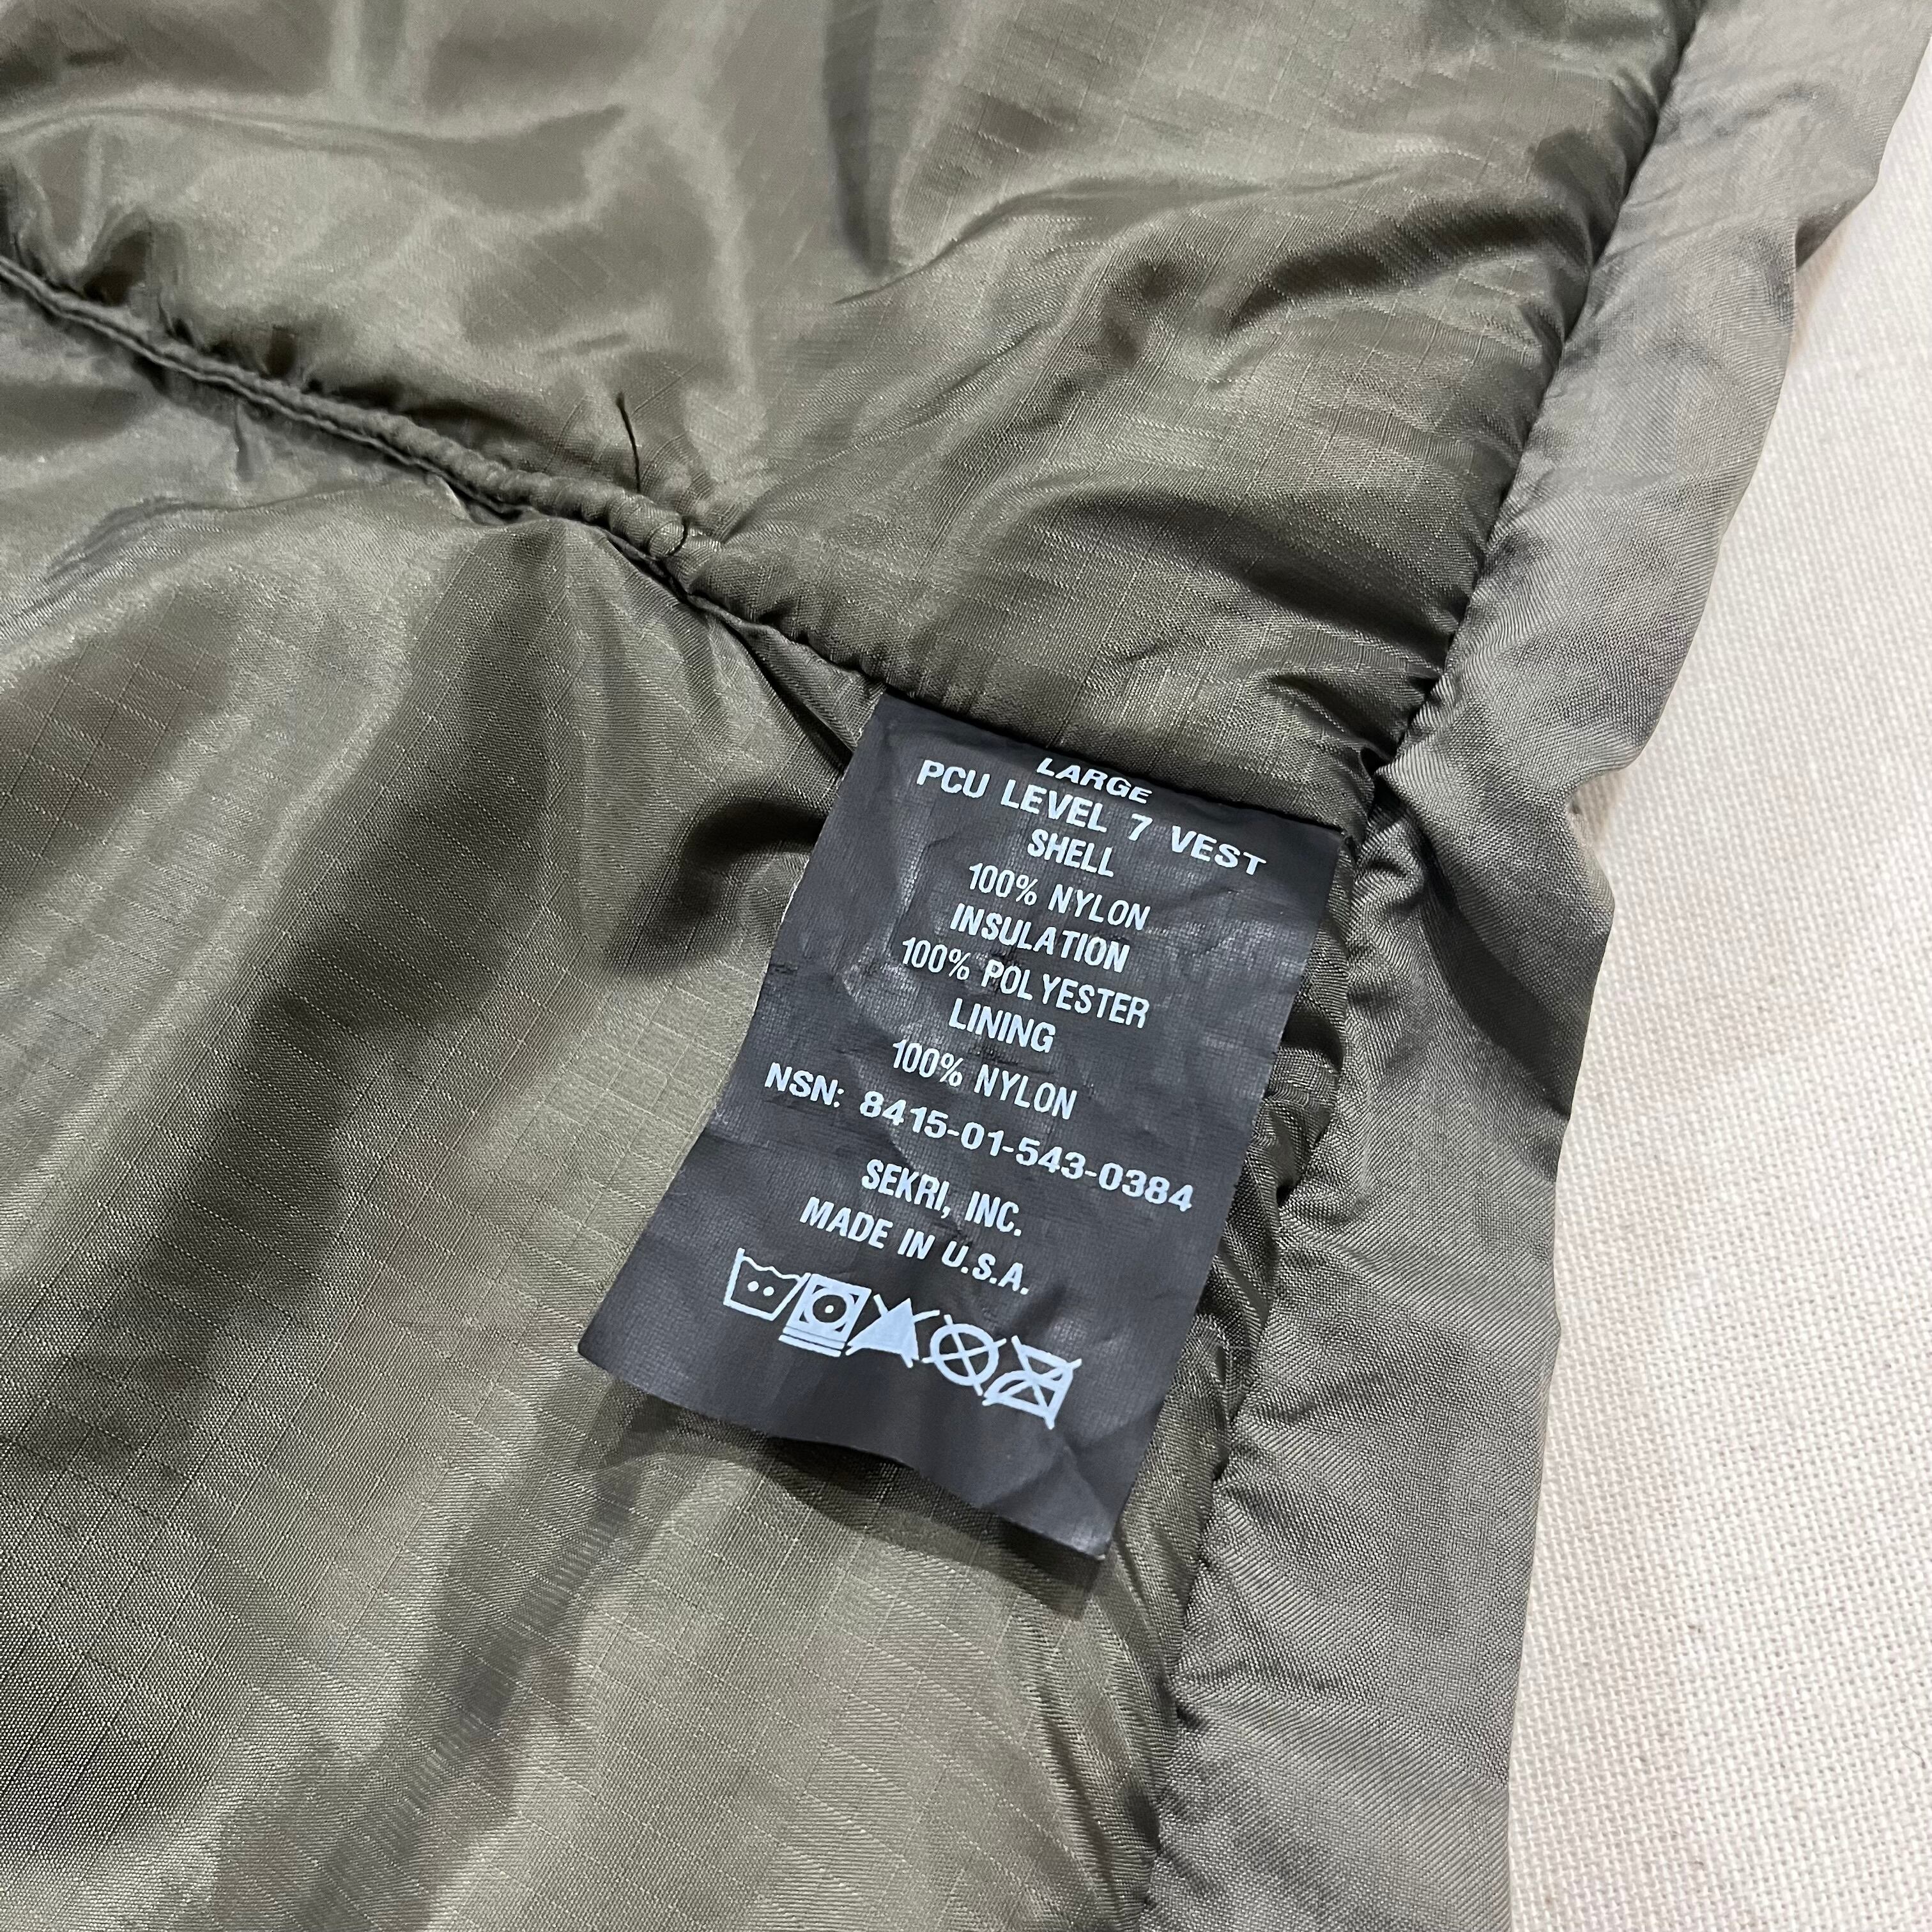 LARGE
PCU LEVEL 7 VEST
SHELL
100% NYLON
INSULATION
100% POLYESTER
LINING
100% NYLON
NSN: 8415-01-543-0384
SEKRI, INC.
MADE IN U.S.A.